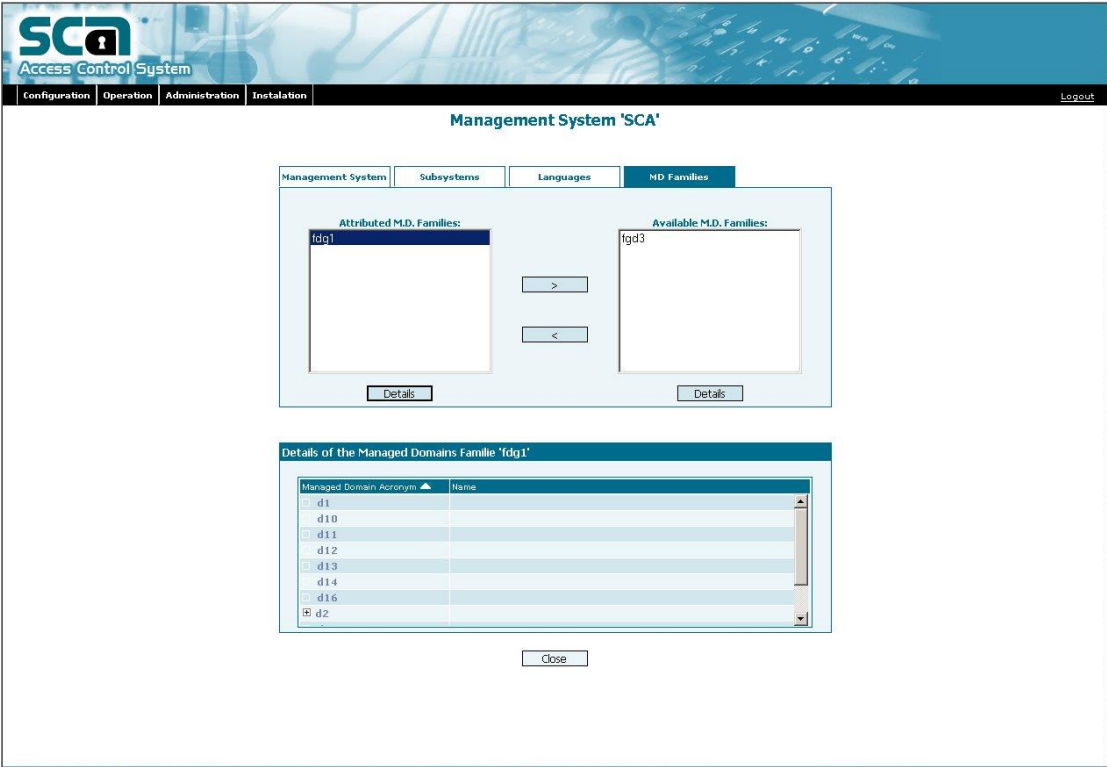 SCA
Access Control System
Configuration Operation Administration Instalation Logout
Management System 'SCA'
Management System Subsystems Languages MD Families
Attributed M.D. Families: Available M.D. Families:
fdg1 fgd3
>
<
Details Details
Details of the Managed Domains Familie 'fdg1'
Managed Domain Acronym Name
d1
d10
d11
d12
d13
d14
d16
d2
Close